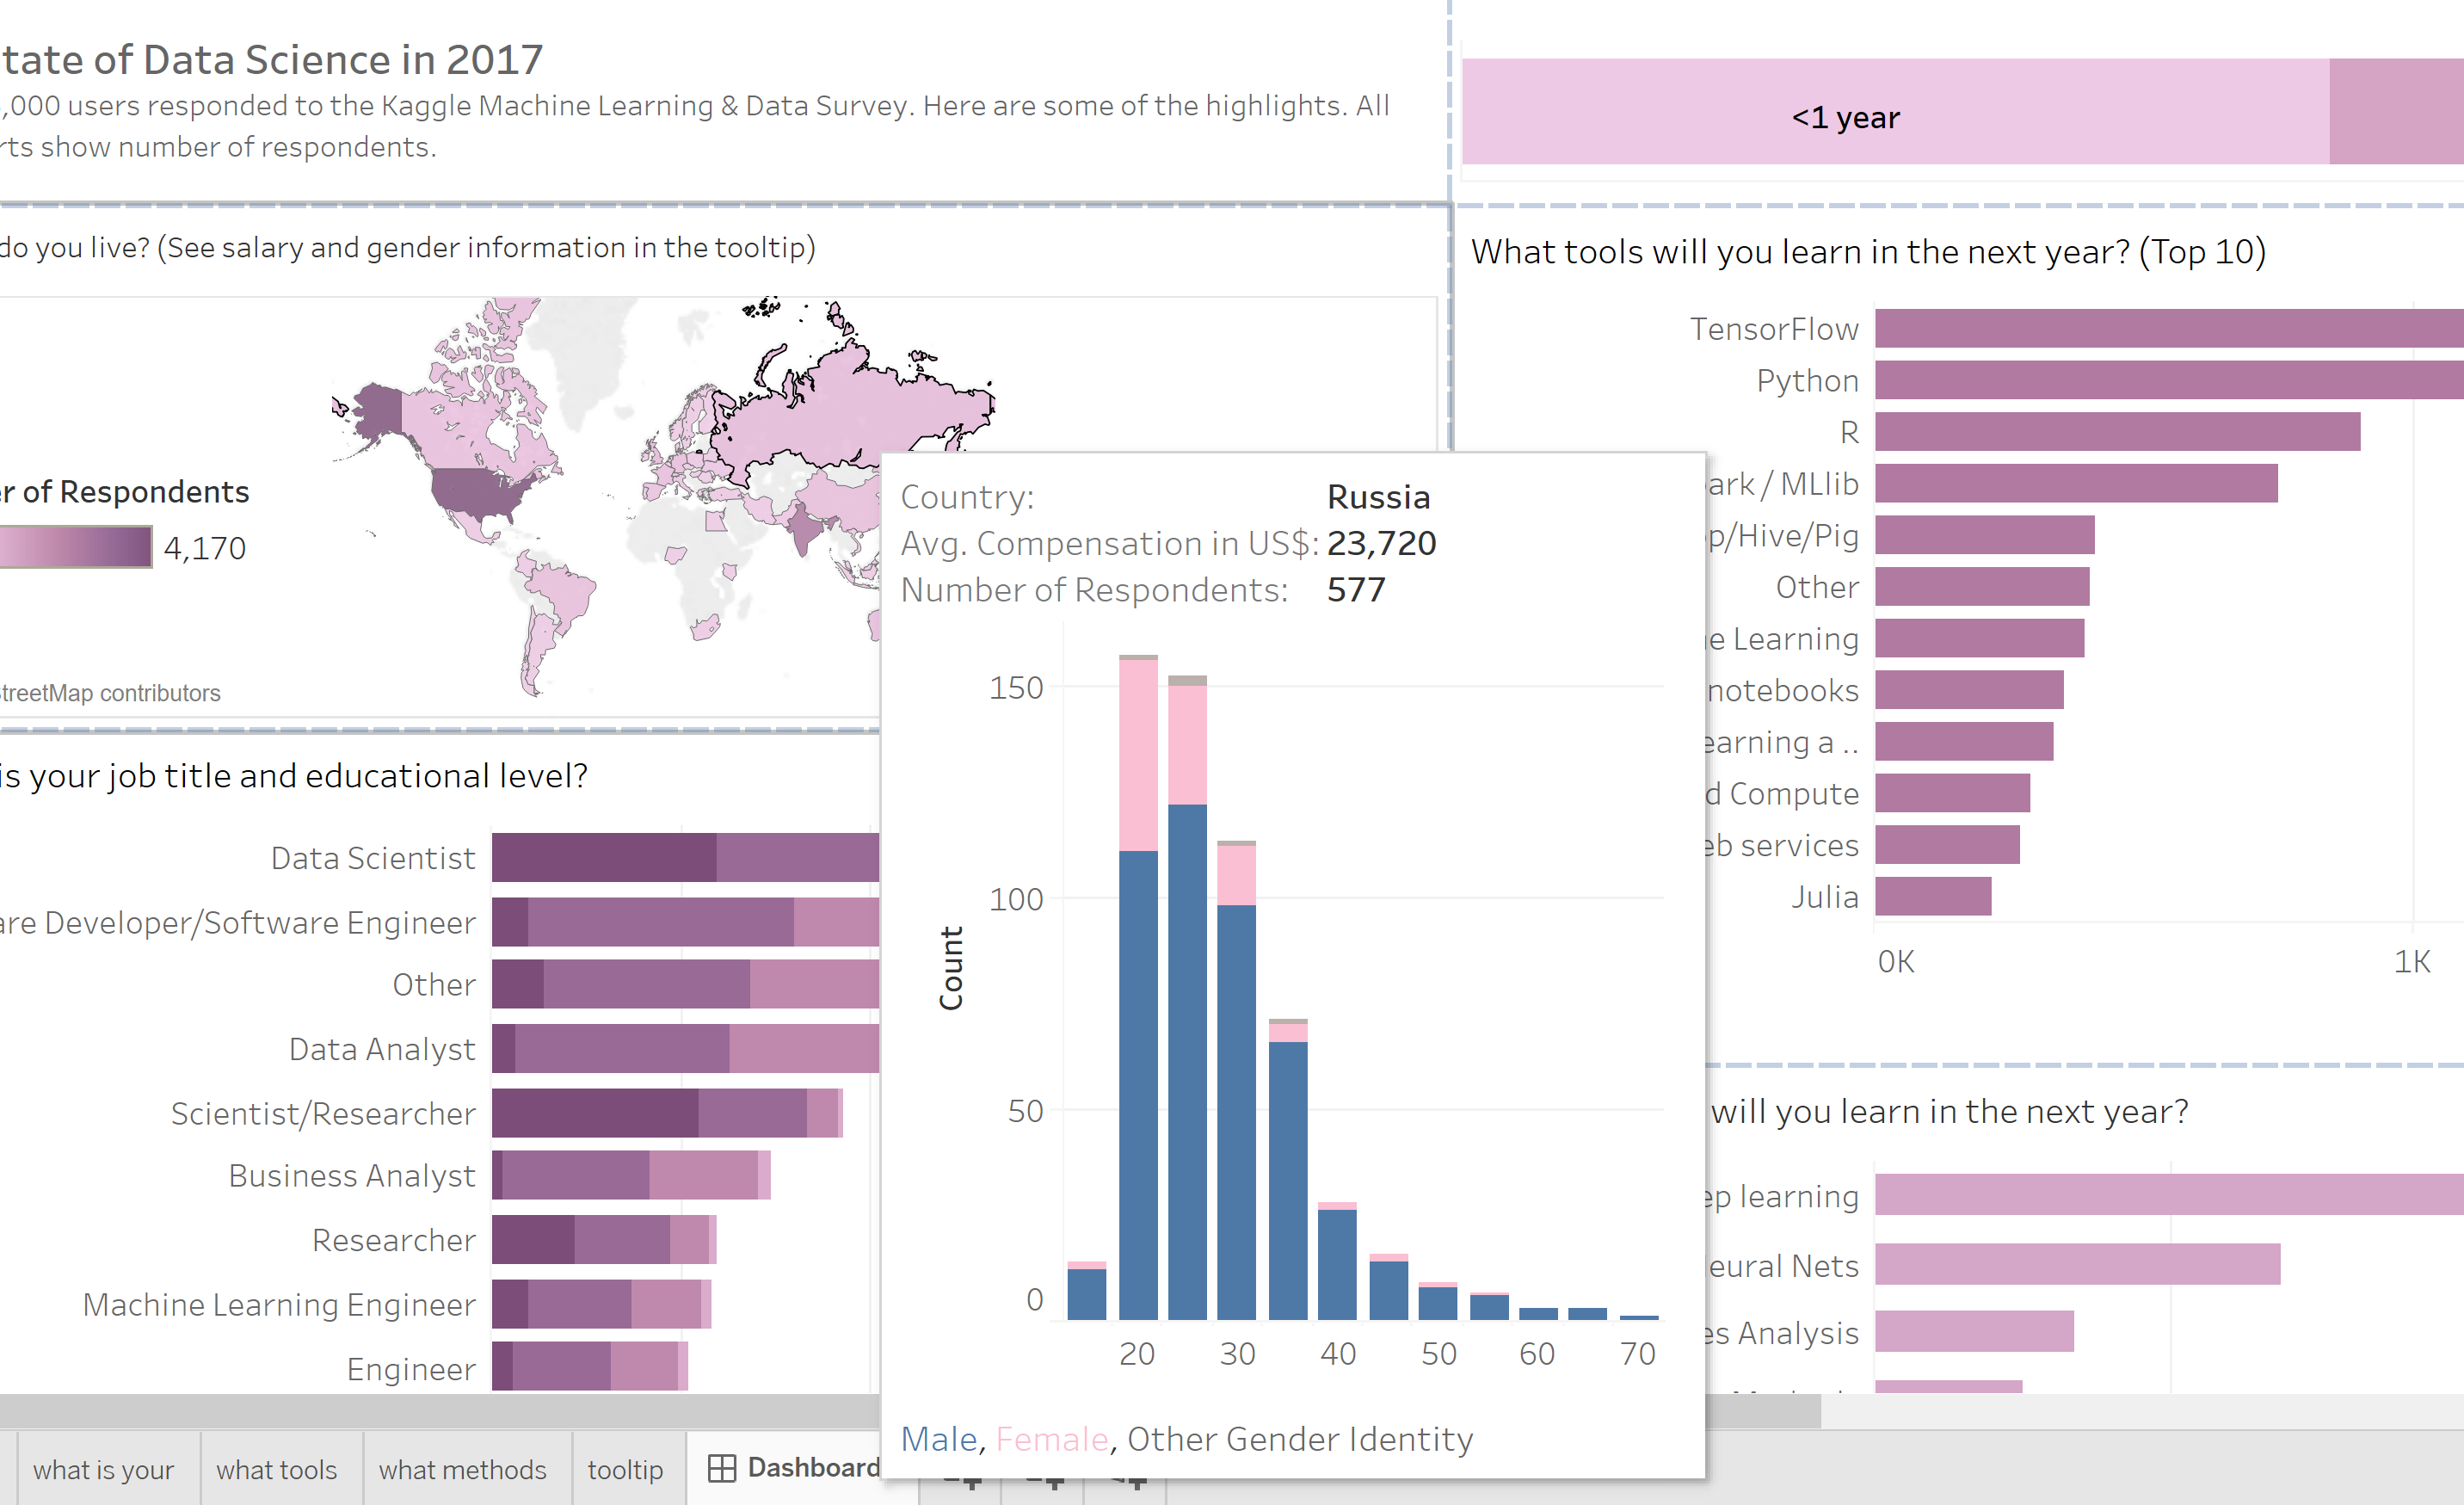 tate of Data Science in 2017
,000 users responded to the Kaggle Machine Learning & Data Survey. Here are some of the highlights. All
rts show number of respondents.
<1 year
do you live? (See salary and gender information in the tooltip)
er of Respondents
4,170
StreetMap contributors
What tools will you learn in the next year? (Top 10)
TensorFlow
Python
R
ark / MLlib
p/Hive/Pig
Other
e Learning
notebooks
earning a ..
d Compute
eb services
Julia
0K
1K
Country: Russia
Avg. Compensation in US$: 23,720
Number of Respondents: 577
150
100
50
0
Count
20 30 40 50 60 70
Male, Female, Other Gender Identity
is your job title and educational level?
Data Scientist
are Developer/Software Engineer
Other
Data Analyst
Scientist/Researcher
Business Analyst
Researcher
Machine Learning Engineer
Engineer
will you learn in the next year?
ep learning
eural Nets
es Analysis
what is your
what tools
what methods
tooltip
Dashboard